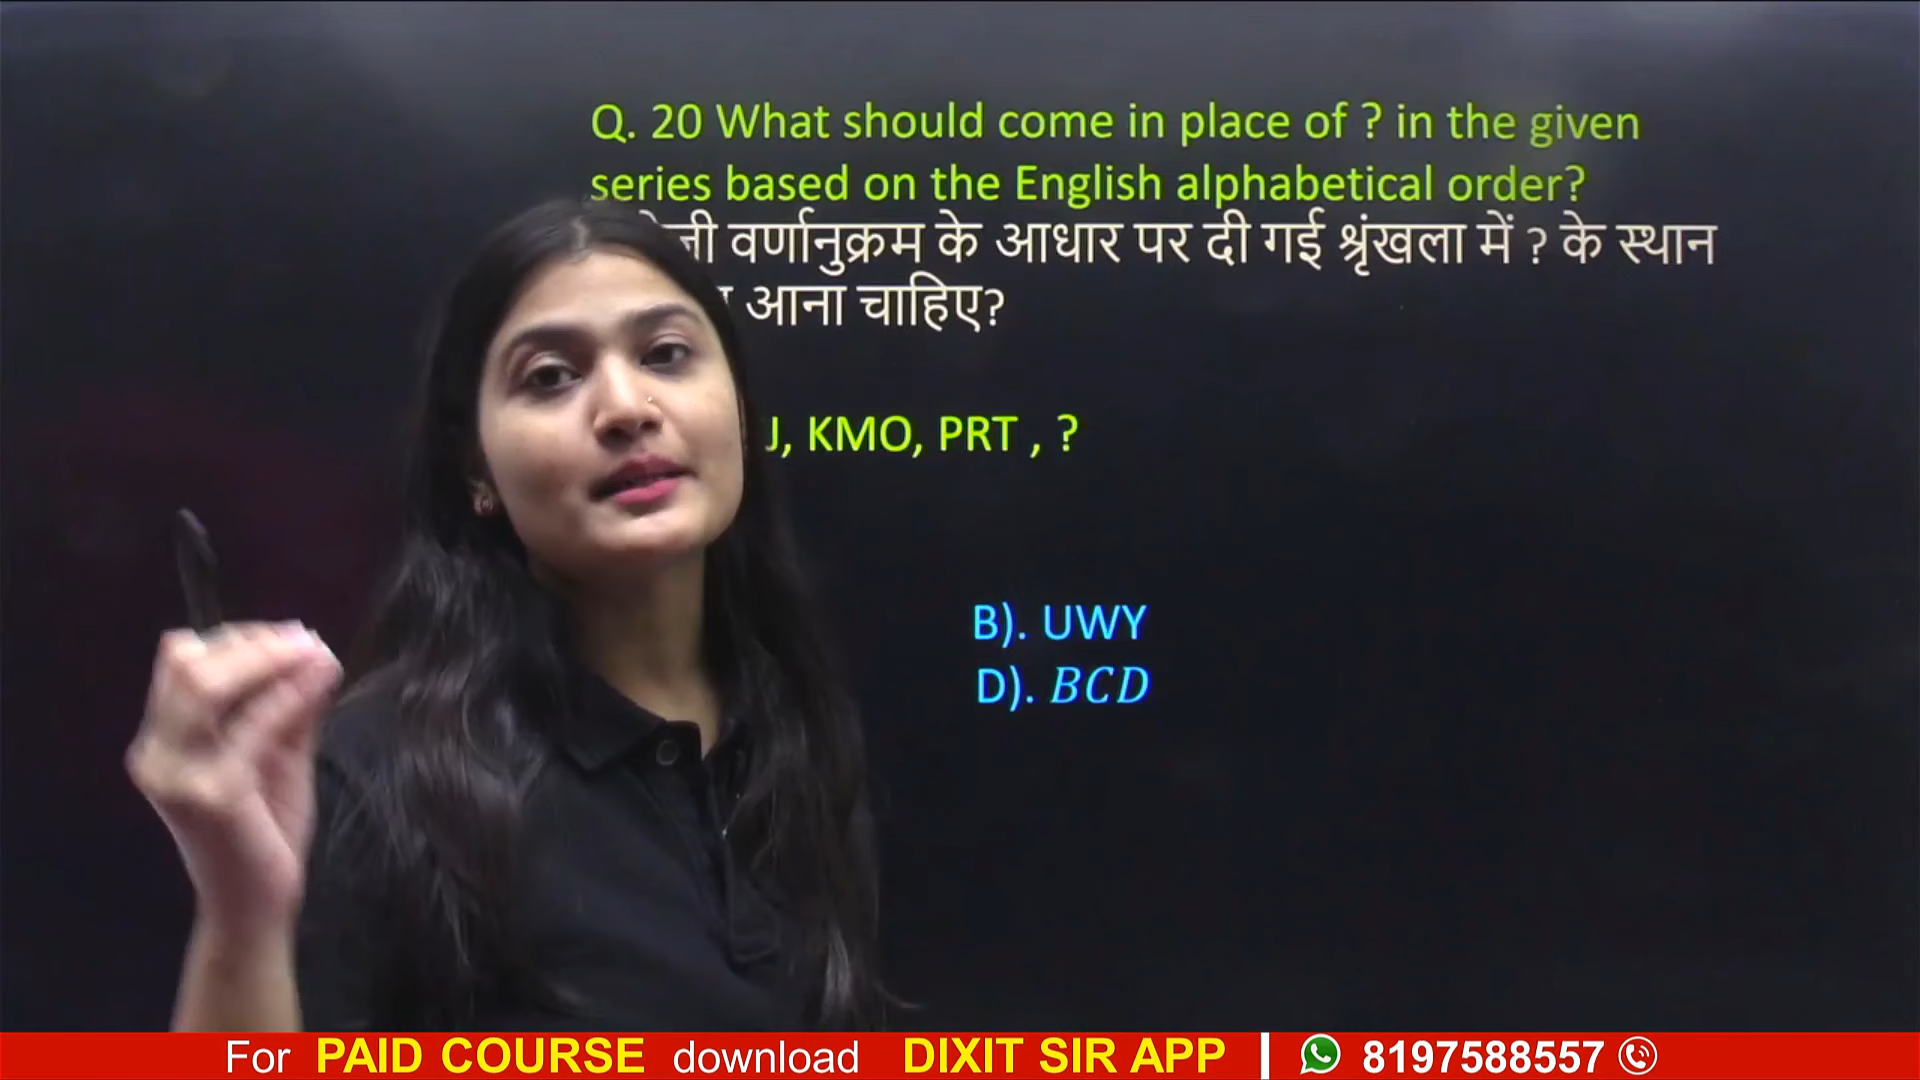 Q. 20 What should come in place of ? in the given
series based on the English alphabetical order?
वर्णानुक्रम के आधार पर दी गई श्रृंखला में ? के स्थान
आना चाहिए?
J, KMO, PRT , ?
B). UWY
D). BCD
For PAID COURSE download DIXIT SIR APP | 8197588557